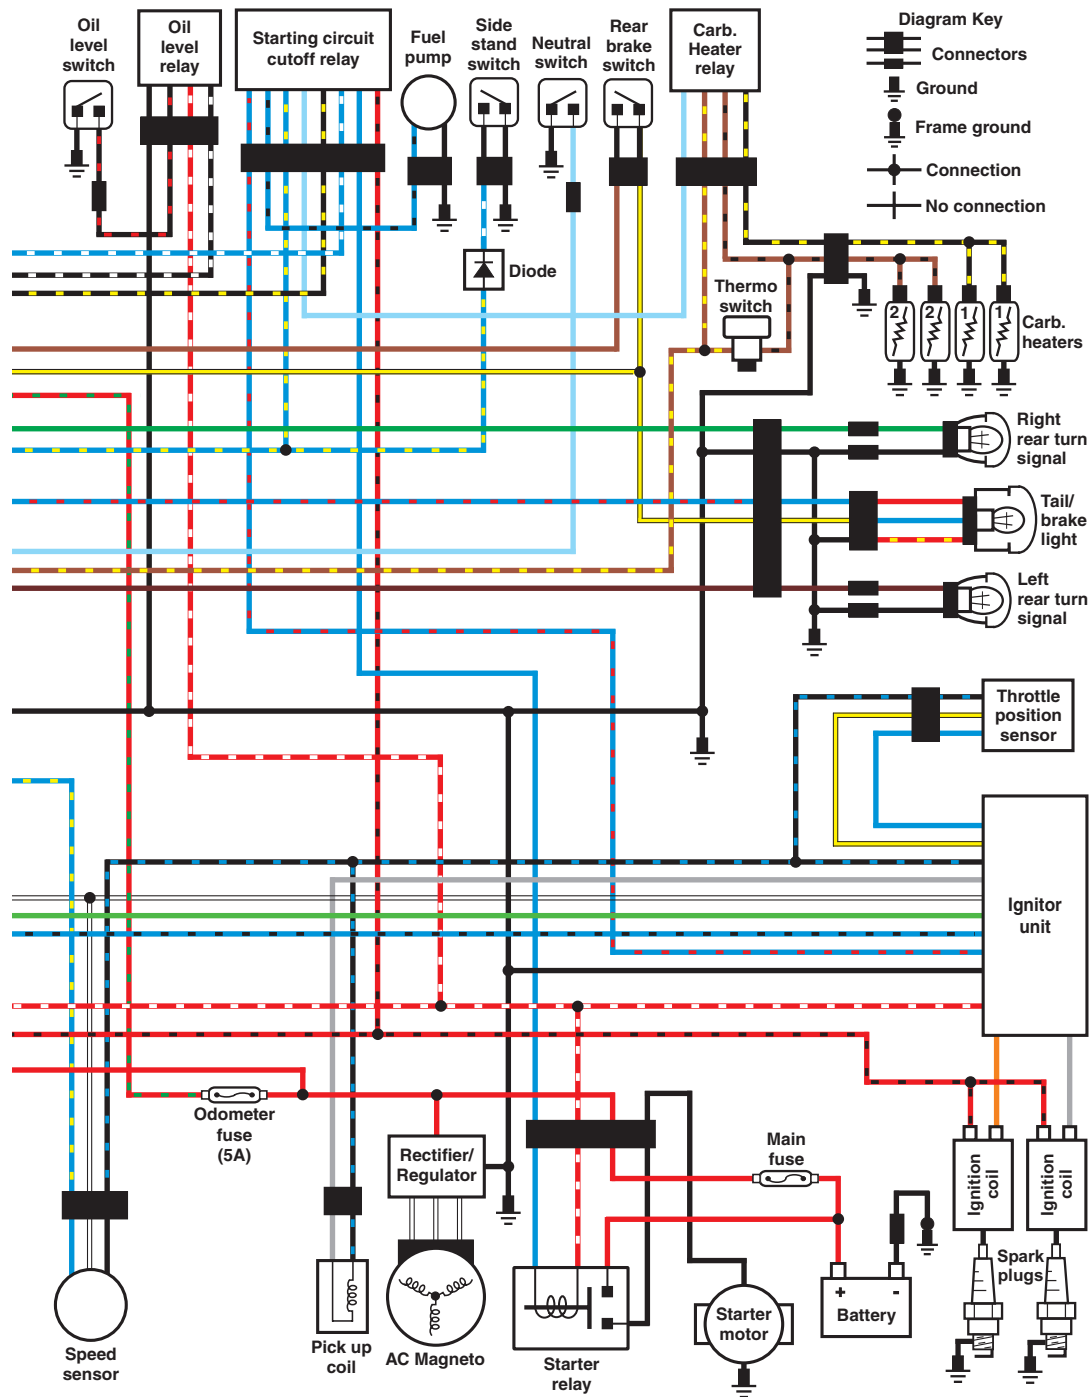 Oil
level
switch
Oil
level
relay
Starting circuit
cutoff relay
Fuel
pump
Side
stand
switch
Neutral
switch
Rear
brake
switch
Carb.
Heater
relay
Diagram Key
Connectors
Ground
Frame ground
Connection
No connection
Diode
Thermo
switch
2
2
1
1
Carb.
heaters
Right
rear turn
signal
Tail/
brake
light
Left
rear turn
signal
Throttle
position
sensor
Ignitor
unit
Odometer
fuse
(5A)
Rectifier/
Regulator
Main
fuse
Ignition
coil
Ignition
coil
Spark
plugs
+ -
Battery
Starter
motor
Speed
sensor
Pick up
coil
AC Magneto
Starter
relay